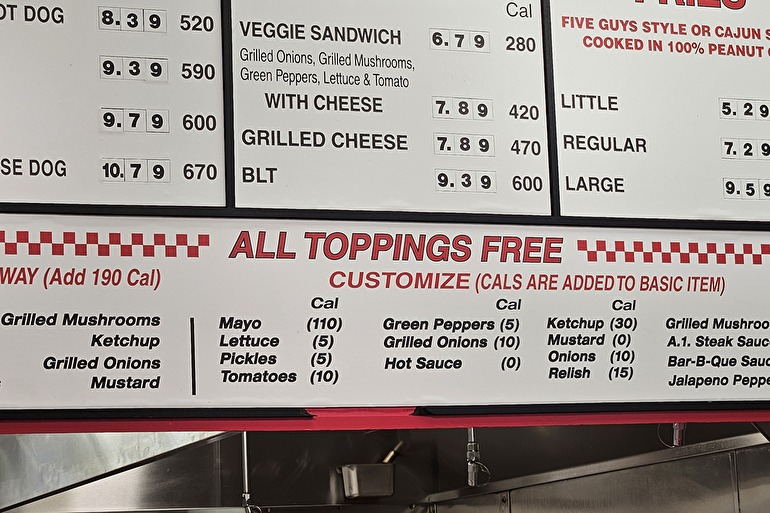 OT DOG 8.39 520
9.39 590
9.79 600
SE DOG 10.79 670
Cal
VEGGIE SANDWICH 6.79 280
Grilled Onions, Grilled Mushrooms,
Green Peppers, Lettuce & Tomato
WITH CHEESE 7.89 420
GRILLED CHEESE 7.89 470
BLT 9.39 600
FRIES
FIVE GUYS STYLE OR CAJUN S
COOKED IN 100% PEANUT
LITTLE 5.29
REGULAR 7.29
LARGE 9.59
ALL TOPPINGS FREE
WAY (Add 190 Cal)
Grilled Mushrooms
Ketchup
Grilled Onions
Mustard
CUSTOMIZE (CALS ARE ADDED TO BASIC ITEM)
Cal
Mayo (110)
Lettuce (5)
Pickles (5)
Tomatoes (10)
Cal
Green Peppers (5)
Grilled Onions (10)
Hot Sauce (0)
Cal
Ketchup (30)
Mustard (0)
Onions (10)
Relish (15)
Grilled Mushroo
A.1. Steak Sauc
Bar-B-Que Sauc
Jalapeno Peppe